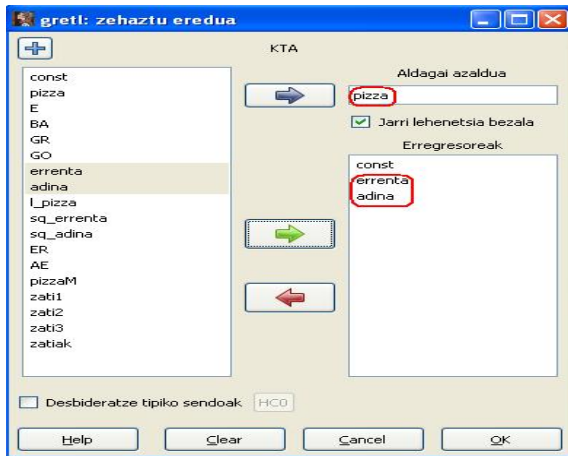 gretl: zehaztu eredua
KTA
const
pizza
E
BA
GR
GO
errenta
adina
l_pizza
sq_errenta
sq_adina
ER
AE
pizzaM
zati1
zati2
zati3
zatiak
Aldagai azaldua
pizza
Jarri lehenetsia bezala
Erregresoreak
const
errenta
adina
Desbideratze tipiko sendoak HC0
Help Clear Cancel OK